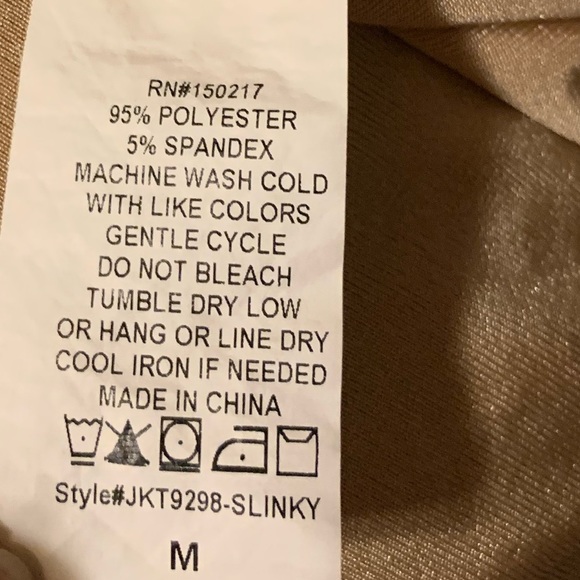 RN#150217
95% POLYESTER
5% SPANDEX
MACHINE WASH COLD
WITH LIKE COLORS
GENTLE CYCLE
DO NOT BLEACH
TUMBLE DRY LOW
OR HANG OR LINE DRY
COOL IRON IF NEEDED
MADE IN CHINA
Style#JKT9298-SLINKY
M